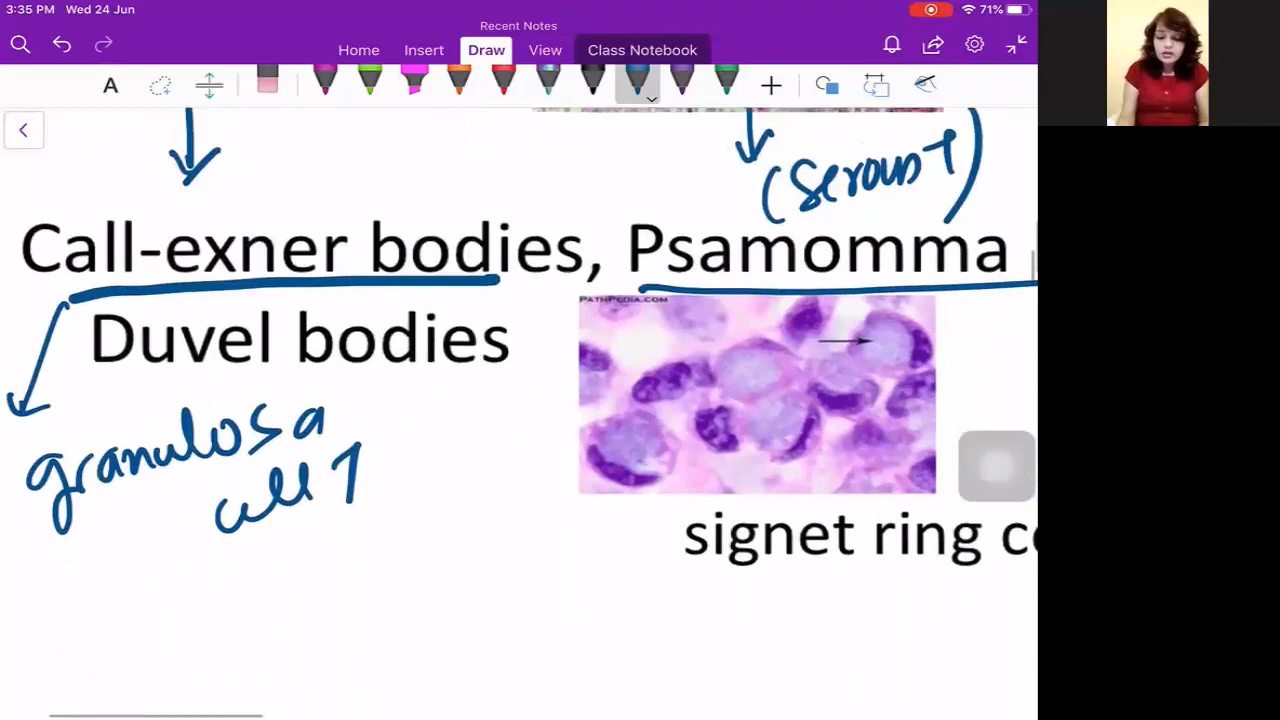 3:35 PM Wed 24 Jun
71%
Recent Notes
Home Insert Draw View Class Notebook
A
(Serous T)
Call-exner bodies, Psamomma
PATHPEDIA.COM
Duvel bodies
granulosa
cell T
signet ring ce